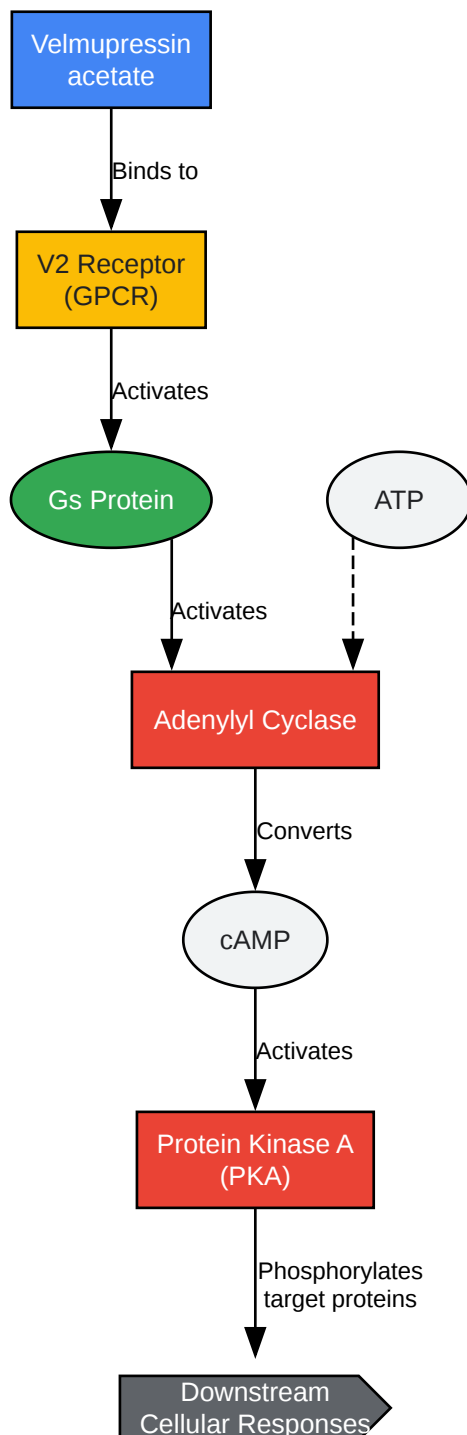 Velmupressin
acetate
Binds to
V2 Receptor
(GPCR)
Activates
Gs Protein
ATP
Activates
Adenylyl Cyclase
Converts
cAMP
Activates
Protein Kinase A
(PKA)
Phosphorylates
target proteins
Downstream
Cellular Responses